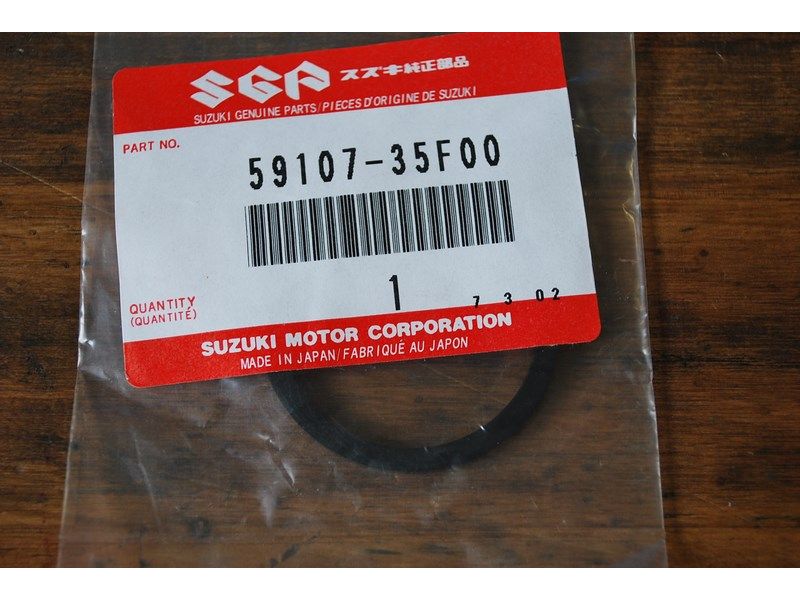 SGP スズキ純正部品
SUZUKI GENUINE PARTS/PIECES D'ORIGINE DE SUZUKI
PART NO.
59107-35F00
1
7 3 02
QUANTITY
(QUANTITÉ)
SUZUKI MOTOR CORPORATION
MADE IN JAPAN/FABRIQUÉ AU JAPON